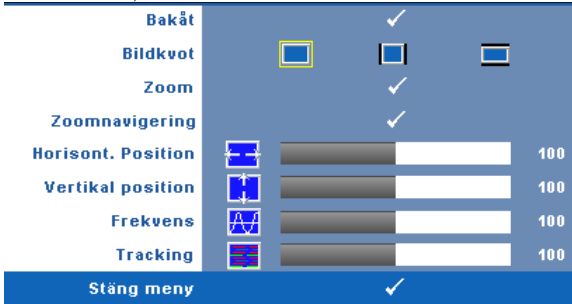 Bakåt
Bildkvot
Zoom
Zoomnavigering
Horisont. Position 100
Vertikal position 100
Frekvens 100
Tracking 100
Stäng meny